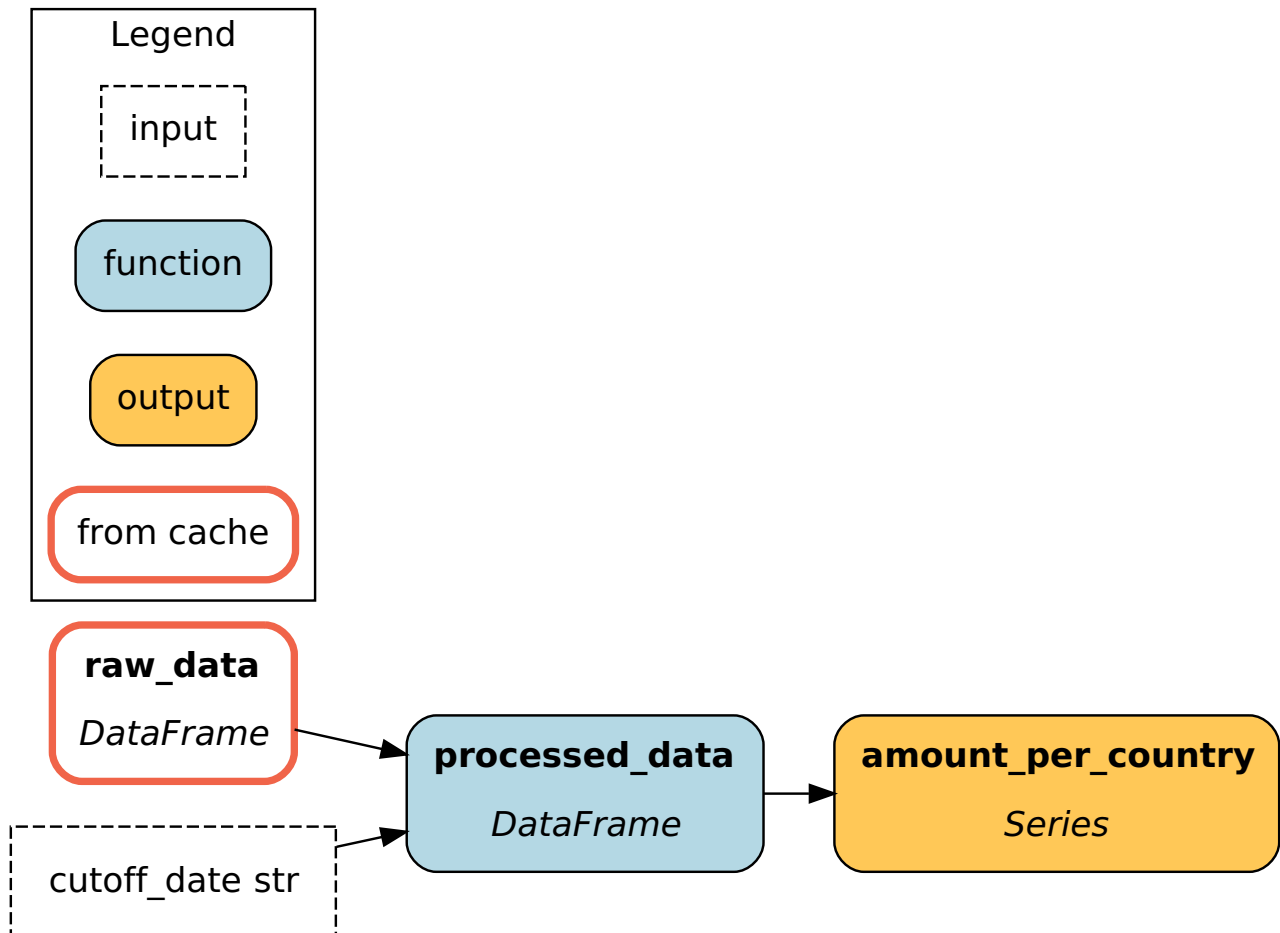 Legend
input
function
output
from cache
raw_data
DataFrame
cutoff_date str
processed_data
DataFrame
amount_per_country
Series